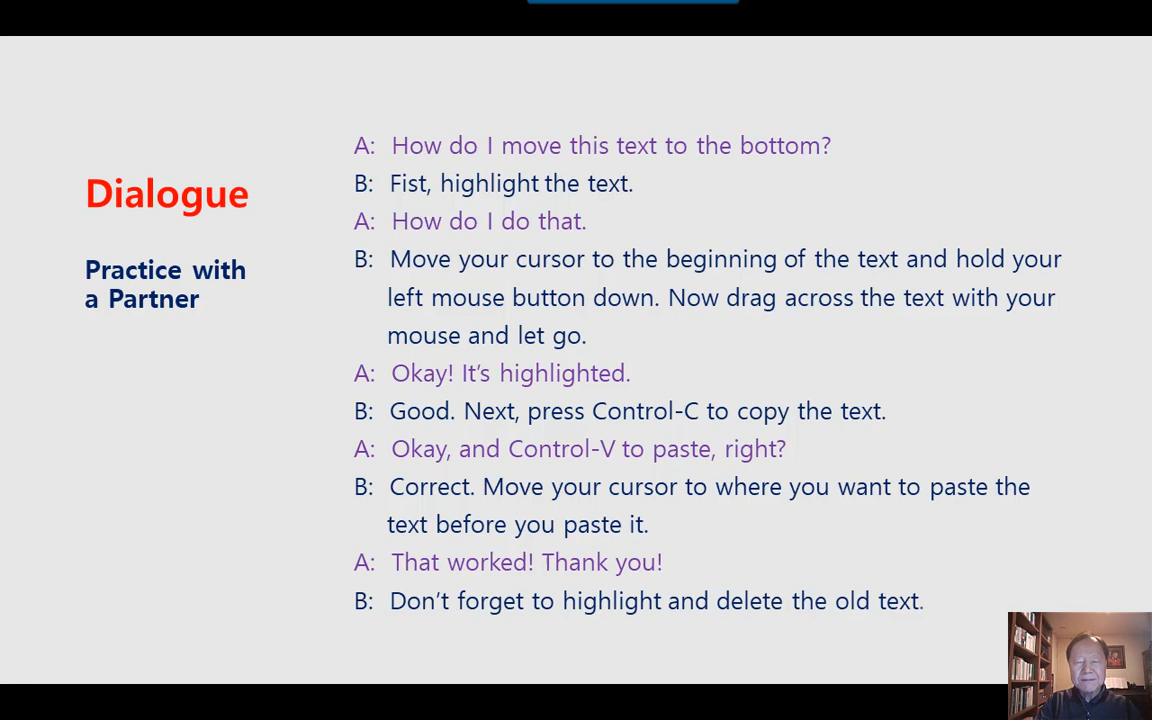 Dialogue
Practice with
a Partner
A: How do I move this text to the bottom?
B: Fist, highlight the text.
A: How do I do that.
B: Move your cursor to the beginning of the text and hold your
left mouse button down. Now drag across the text with your
mouse and let go.
A: Okay! It's highlighted.
B: Good. Next, press Control-C to copy the text.
A: Okay, and Control-V to paste, right?
B: Correct. Move your cursor to where you want to paste the
text before you paste it.
A: That worked! Thank you!
B: Don't forget to highlight and delete the old text.